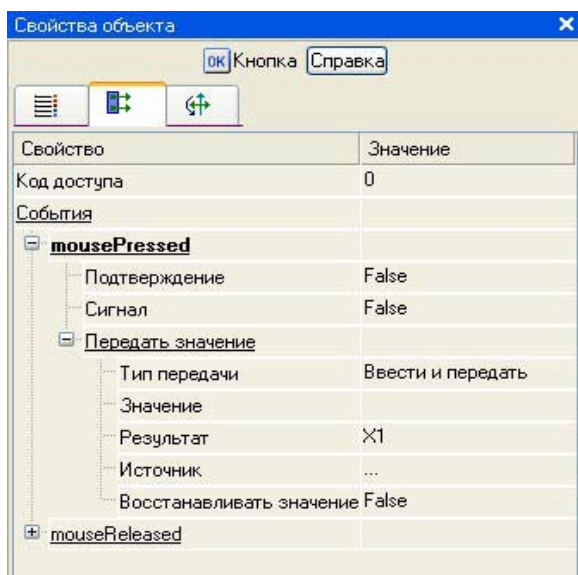 Свойства объекта
ОК Кнопка Справка
Свойство Значение
Код доступа 0
События
mousePressed
Подтверждение False
Сигнал False
Передать значение
Тип передачи Ввести и передать
Значение
Результат X1
Источник ...
Восстанавливать значение False
mouseReleased